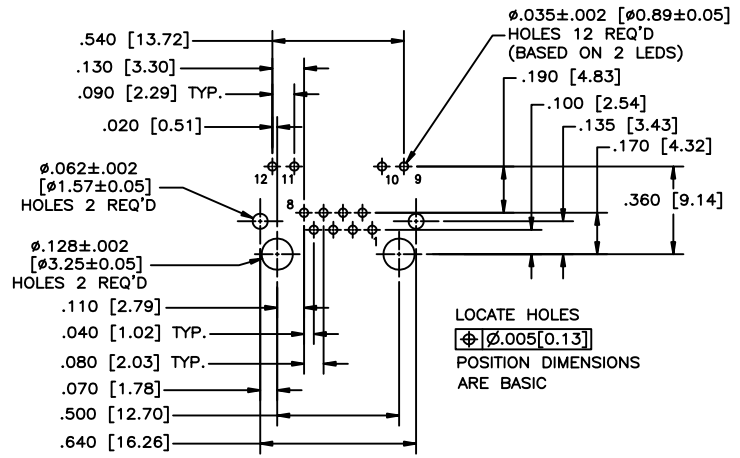 .540 [13.72]
.130 [3.30]
.090 [2.29] TYP.
.020 [0.51]
ø.035±.002 [ø0.89±0.05]
HOLES 12 REQ'D
(BASED ON 2 LEDS)
.190 [4.83]
.100 [2.54]
.135 [3.43]
.170 [4.32]
.360 [9.14]
ø.062±.002
[ø1.57±0.05]
HOLES 2 REQ'D
12 11 10 9
8
1
ø.128±.002
[ø3.25±0.05]
HOLES 2 REQ'D
.110 [2.79]
.040 [1.02] TYP.
.080 [2.03] TYP.
.070 [1.78]
.500 [12.70]
.640 [16.26]
LOCATE HOLES
⌖ Ø.005[0.13]
POSITION DIMENSIONS
ARE BASIC